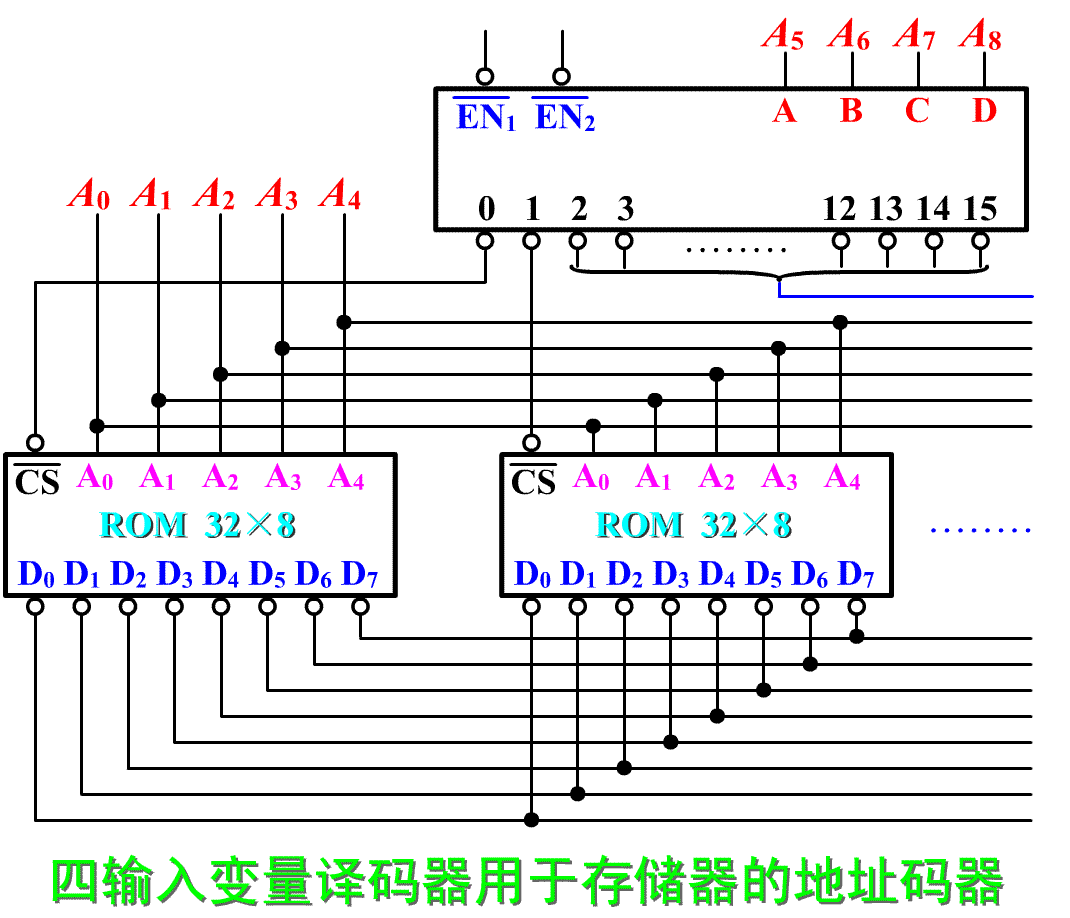 A5 A6 A7 A8
EN1 EN2 A B C D
A0 A1 A2 A3 A4
0 1 2 3 ........ 12 13 14 15
CS A0 A1 A2 A3 A4
ROM 32×8
D0 D1 D2 D3 D4 D5 D6 D7
CS A0 A1 A2 A3 A4
ROM 32×8
D0 D1 D2 D3 D4 D5 D6 D7
........
四输入变量译码器用于存储器的地址码器